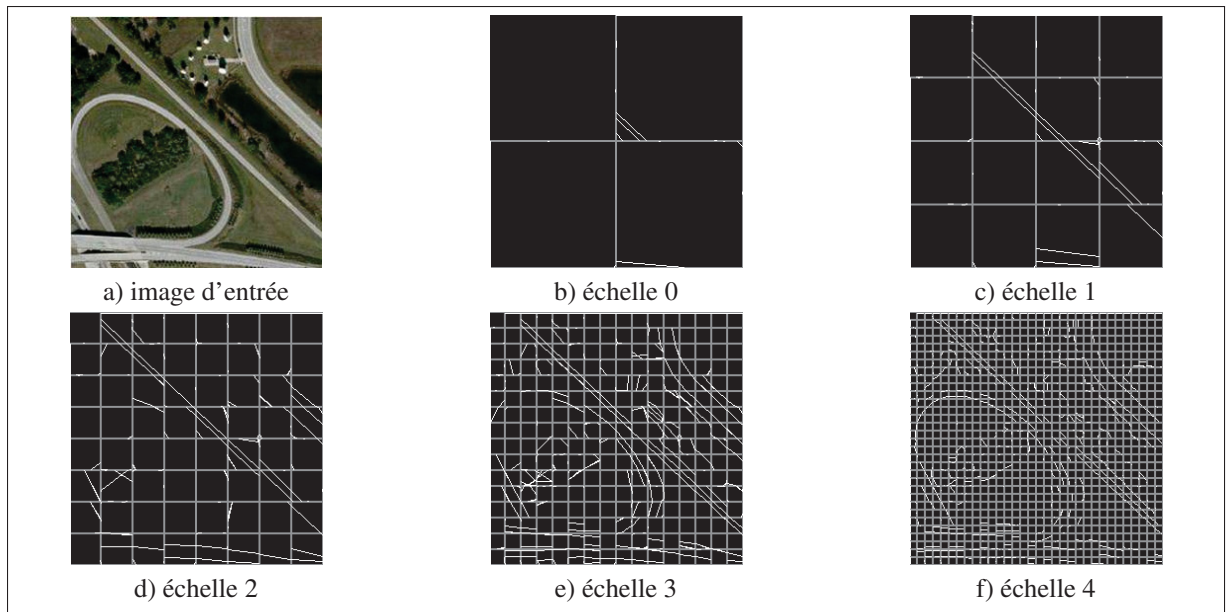 a) image d'entrée
b) échelle 0
c) échelle 1
d) échelle 2
e) échelle 3
f) échelle 4